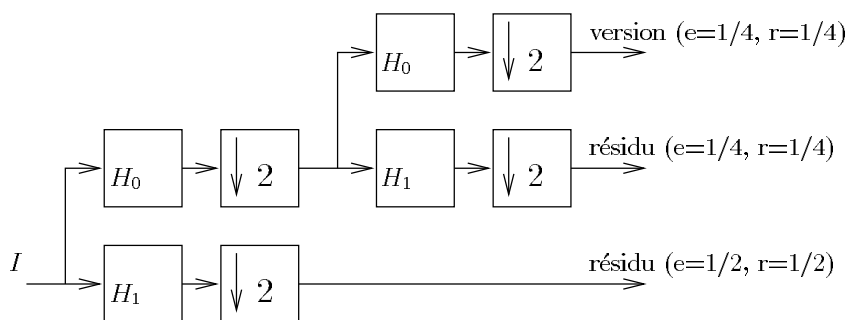 version (e=1/4, r=1/4)
H₀
↓ 2
résidu (e=1/4, r=1/4)
H₀
↓ 2
H₁
↓ 2
I
résidu (e=1/2, r=1/2)
H₁
↓ 2